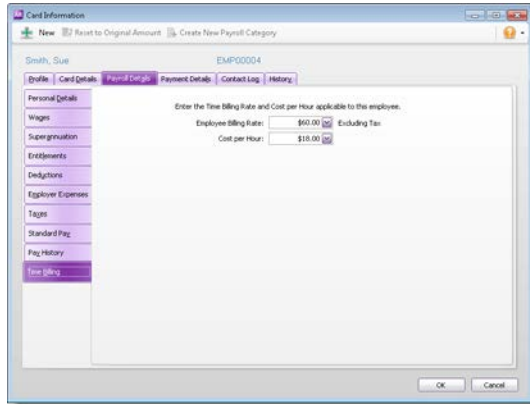 Card Information
New Reset to Original Amount Create New Payroll Category
Smith, Sue EMP00004
Profile Card Details Payroll Details Payment Details Contact Log History
Personal Details
Enter the Time Billing Rate and Cost per Hour applicable to this employee.
Wages
Employee Billing Rate: $60.00 Excluding Tax
Superannuation
Cost per Hour: $18.00
Entitlements
Deductions
Employer Expenses
Taxes
Standard Pay
Pay History
Time Billing
OK Cancel